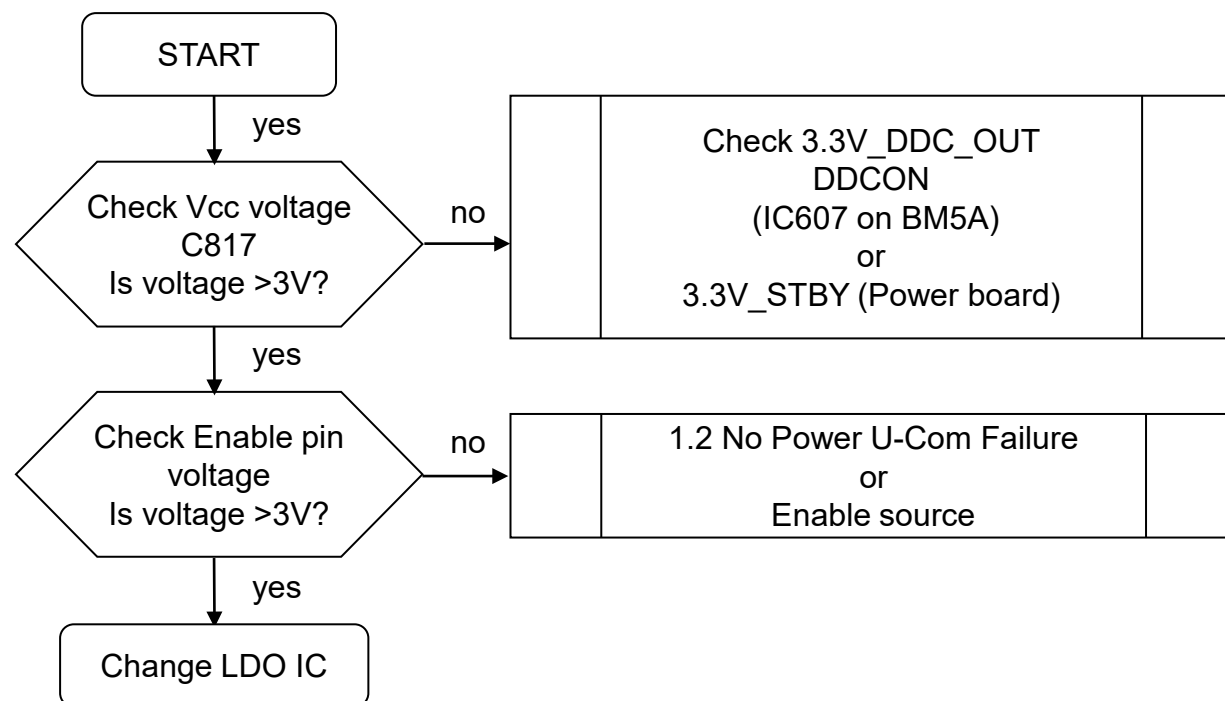 START
yes
Check Vcc voltage
C817
Is voltage >3V?
no
Check 3.3V_DDC_OUT
DDCON
(IC607 on BM5A)
or
3.3V_STBY (Power board)
yes
Check Enable pin
voltage
Is voltage >3V?
no
1.2 No Power U-Com Failure
or
Enable source
yes
Change LDO IC